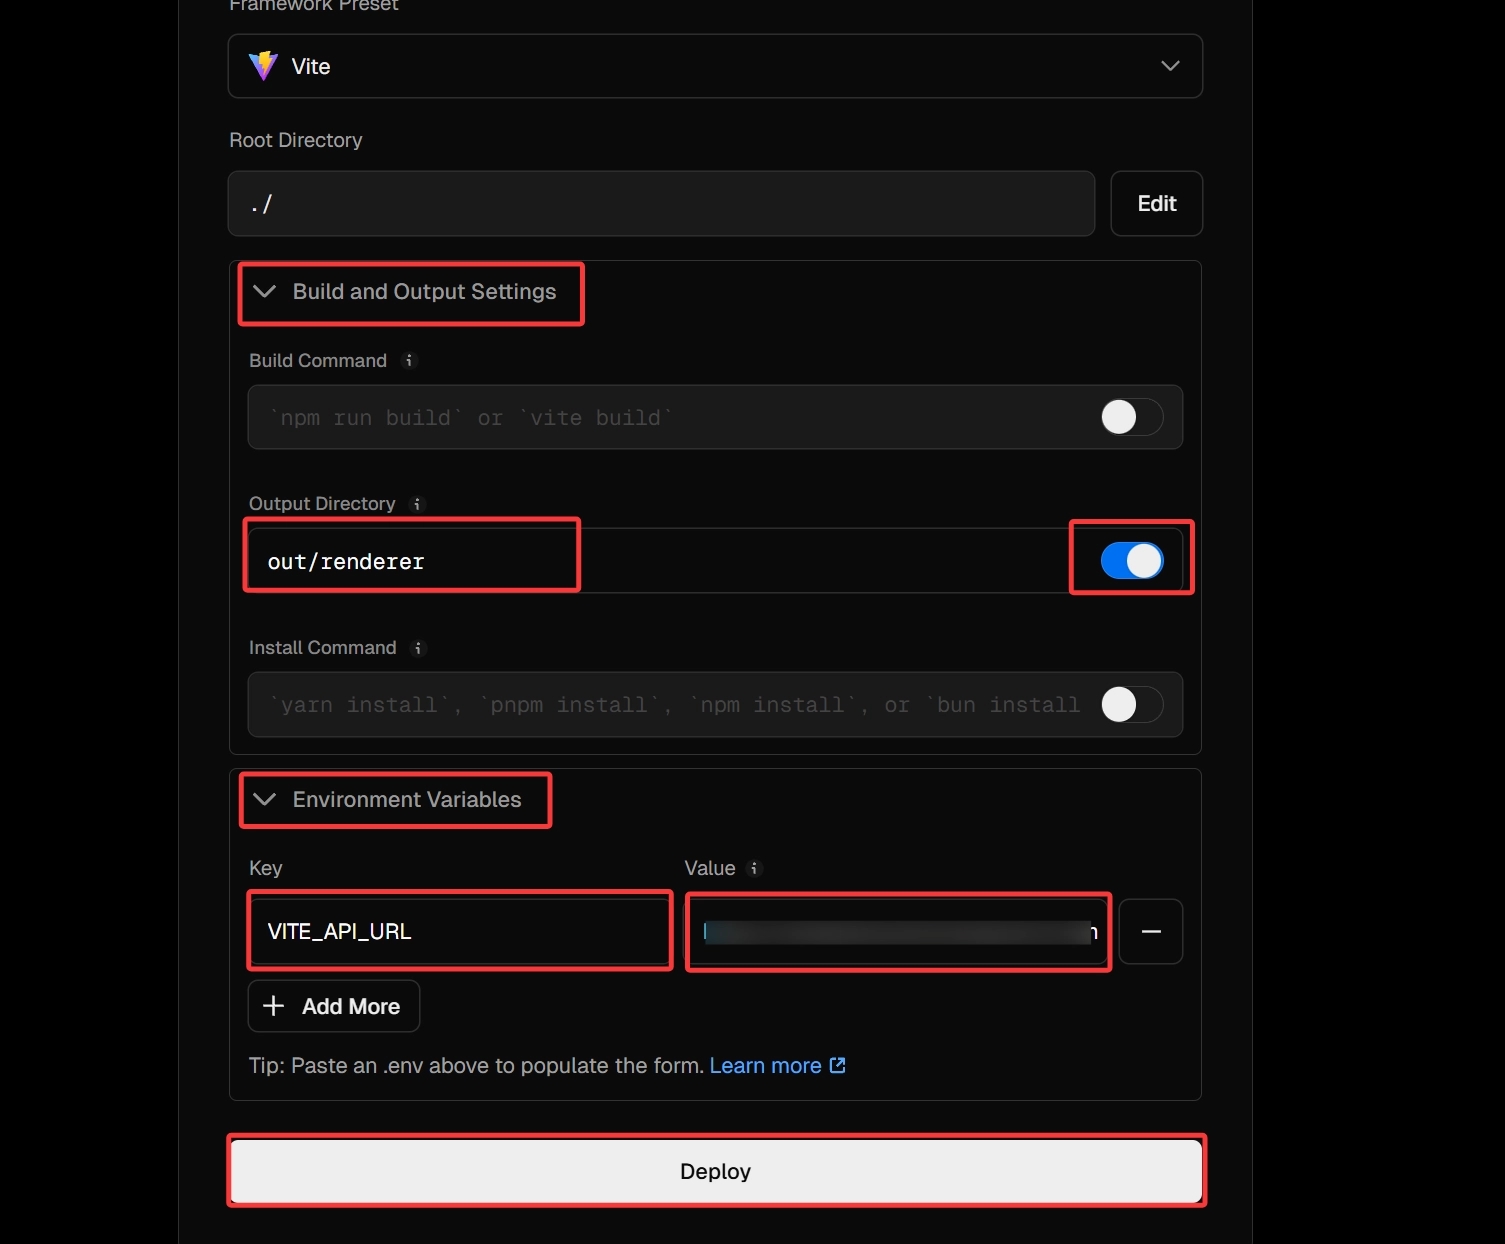 Framework Preset
Vite
Root Directory
./
Edit
Build and Output Settings
Build Command
`npm run build` or `vite build`
Output Directory
out/renderer
Install Command
`yarn install`, `pnpm install`, `npm install`, or `bun install
Environment Variables
Key
Value
VITE_API_URL
Add More
Tip: Paste an .env above to populate the form. Learn more
Deploy